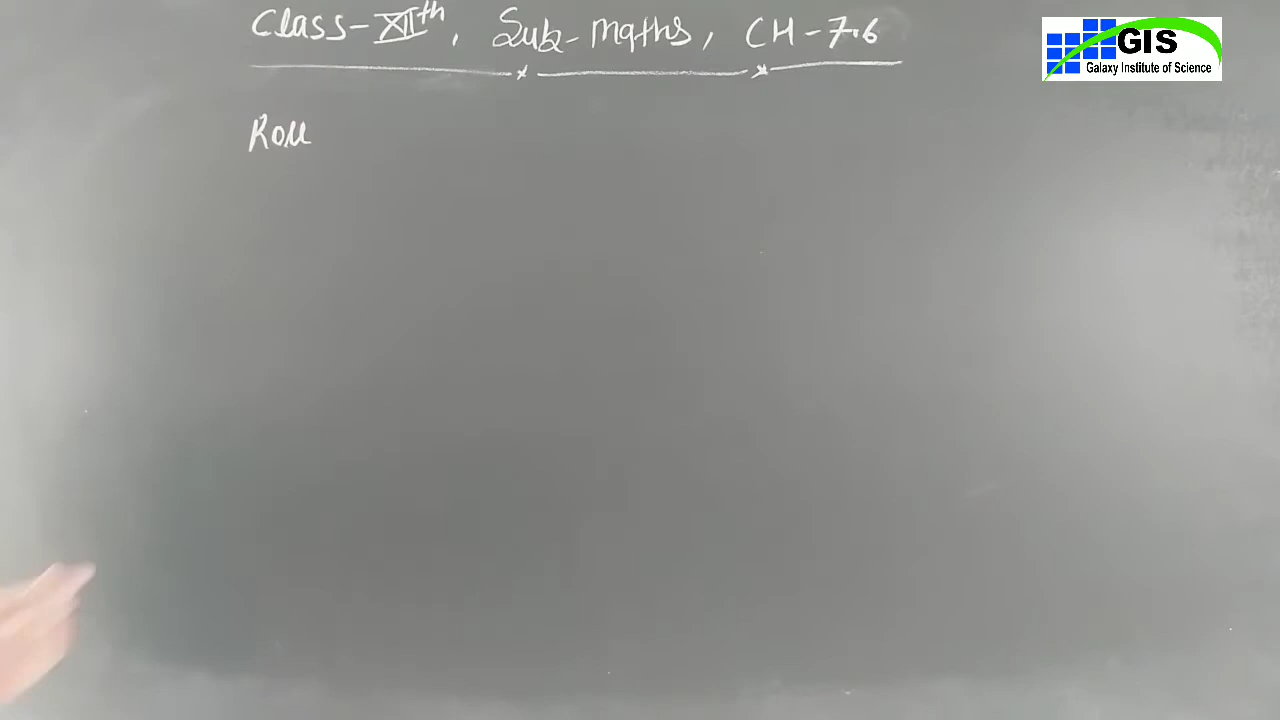 Class-XIIth, Sub-Maths, CH-7.6
GIS
Galaxy Institute of Science
Roll